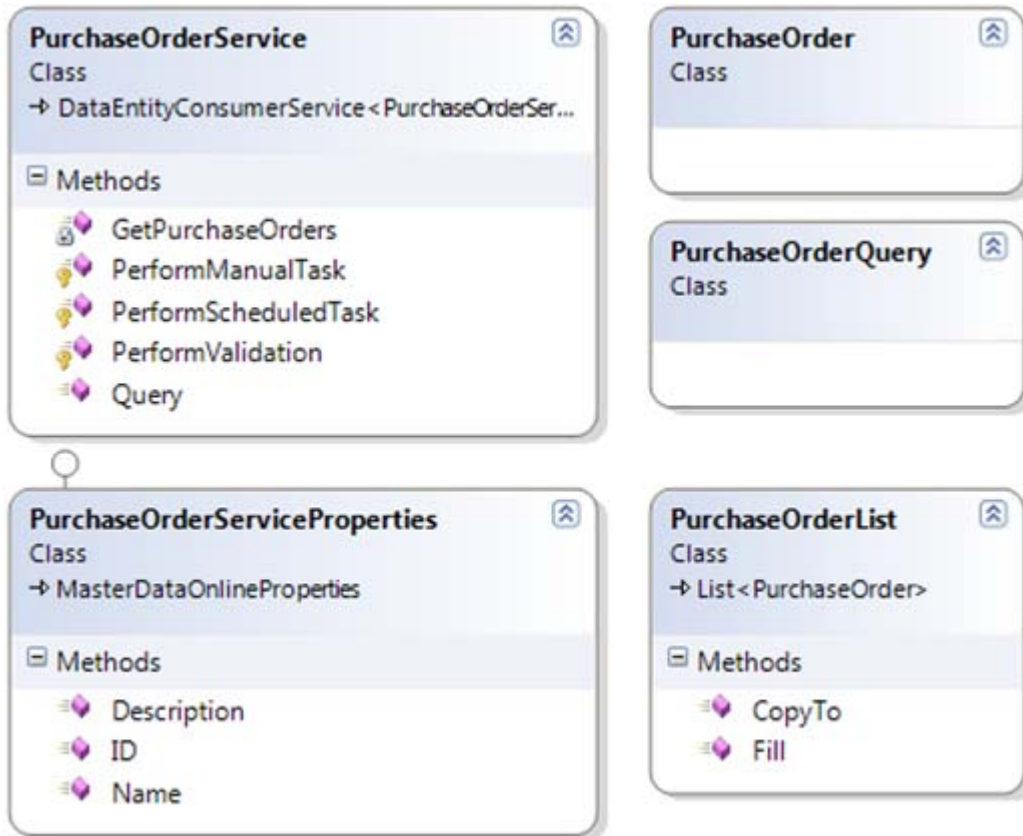 PurchaseOrderService
Class
DataEntityConsumerService<PurchaseOrderSer...
Methods
GetPurchaseOrders
PerformManualTask
PerformScheduledTask
PerformValidation
Query
PurchaseOrder
Class
PurchaseOrderQuery
Class
PurchaseOrderServiceProperties
Class
MasterDataOnlineProperties
Methods
Description
ID
Name
PurchaseOrderList
Class
List<PurchaseOrder>
Methods
CopyTo
Fill